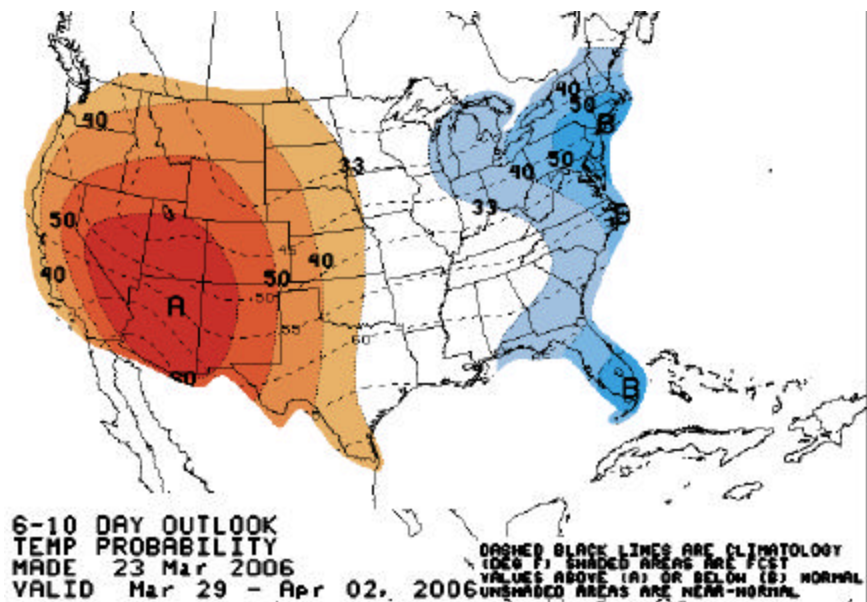 40
50
B
40
50
40
33
33
B
50
40
45
50
40
50
A
55
60
60
B
6-10 DAY OUTLOOK
TEMP PROBABILITY
MADE 23 Mar 2006
VALID Mar 29 - Apr 02, 2006
DASHED BLACK LINES ARE CLIMATOLOGY
(DEG F) SHADED AREAS ARE FCST
VALUES ABOVE (A) OR BELOW (B) NORMAL
UNSHADED AREAS ARE NEAR-NORMAL